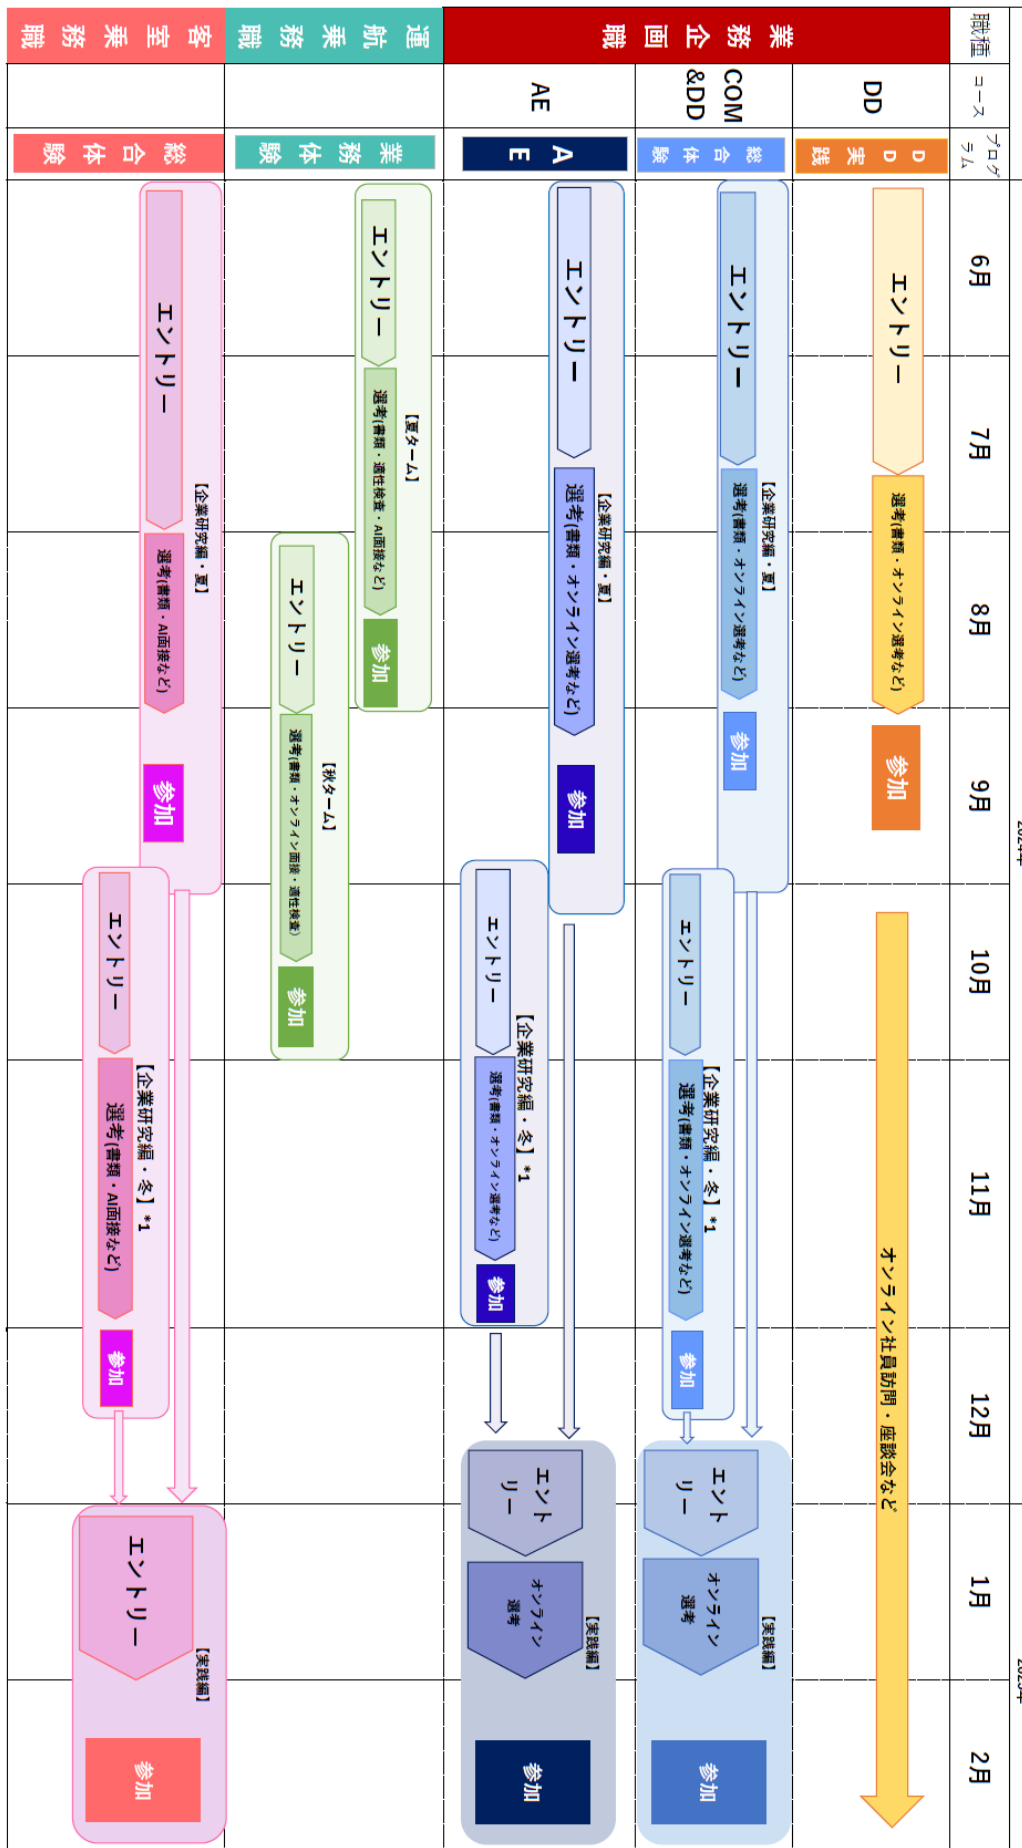 2024年
2025年
職種
コース
プログ
ラム
6月
7月
8月
9月
10月
11月
12月
1月
2月
業務企画職
DD
DD実践
エントリー
選考(書類・オンライン選考など)
参加
オンライン社員訪問・座談会など
COM
&DD
総合体験
【企業研究編・夏】
エントリー
選考(書類・オンライン選考など)
参加
【企業研究編・冬】*1
エントリー
選考(書類・オンライン選考など)
参加
【実践編】
エント
リー
オンライン
選考
参加
AE
AE
【企業研究編・夏】
エントリー
選考(書類・オンライン選考など)
参加
【企業研究編・冬】*1
エントリー
選考(書類・オンライン選考など)
参加
【実践編】
エント
リー
オンライン
選考
参加
運航乗務職
業務体験
【夏ターム】
エントリー
選考(書類・適性検査・AI面接など)
参加
【秋ターム】
エントリー
選考(書類・オンライン面接・適性検査)
参加
客室乗務職
総合体験
【企業研究編・夏】
エントリー
選考(書類・AI面接など)
参加
【企業研究編・冬】*1
エントリー
選考(書類・AI面接など)
参加
【実践編】
エントリー
参加